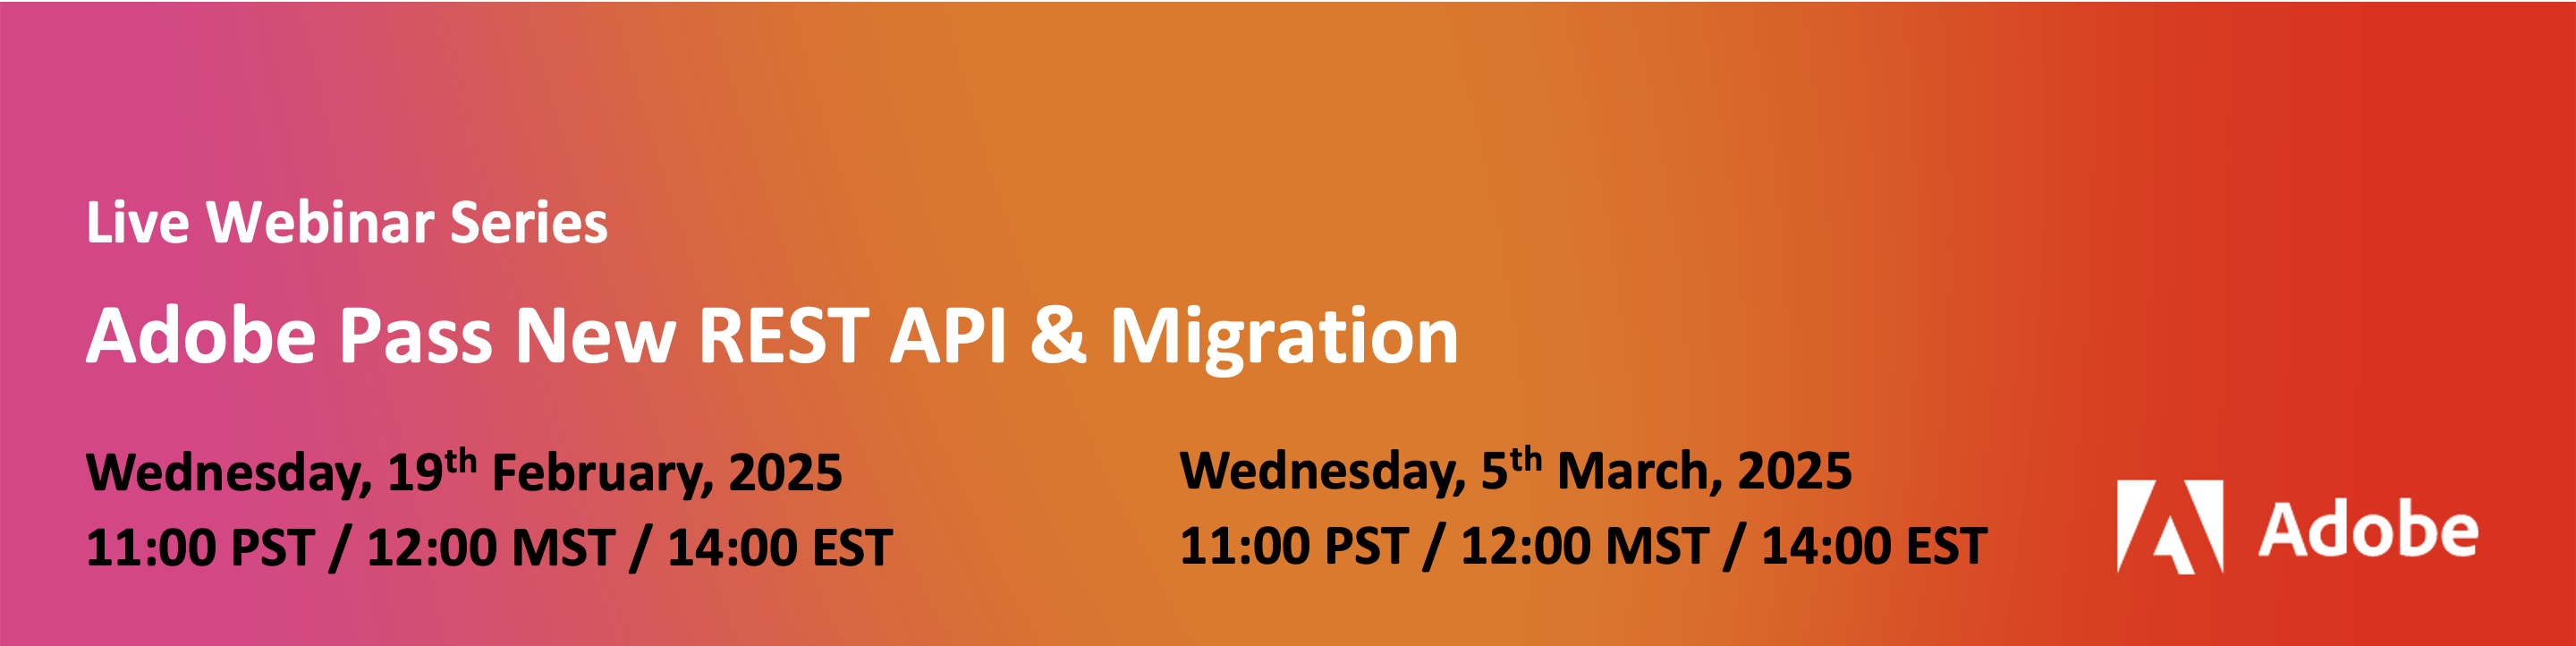 Live Webinar Series
Adobe Pass New REST API & Migration
Wednesday, 19th February, 2025
11:00 PST / 12:00 MST / 14:00 EST
Wednesday, 5th March, 2025
11:00 PST / 12:00 MST / 14:00 EST
Adobe